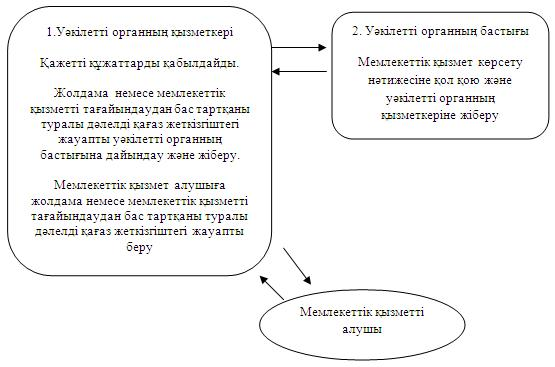 1.Уәкілетті органның қызметкері
Қажетті құжаттарды қабылдайды.
Жолдама немесе мемлекеттік
қызметті тағайындаудан бас тартқаны
туралы дәлелді қағаз жеткізгіштегі
жауапты уәкілетті органның
бастығына дайындау және жіберу.
Мемлекеттік қызмет алушыға
жолдама немесе мемлекеттік қызметті
тағайындаудан бас тартқаны туралы
дәлелді қағаз жеткізгіштегі жауапты
беру
2. Уәкілетті органның бастығы
Мемлекеттік қызмет көрсету
нәтижесіне қол қою және
уәкілетті органның
қызметкеріне жіберу
Мемлекеттік қызметті
алушы